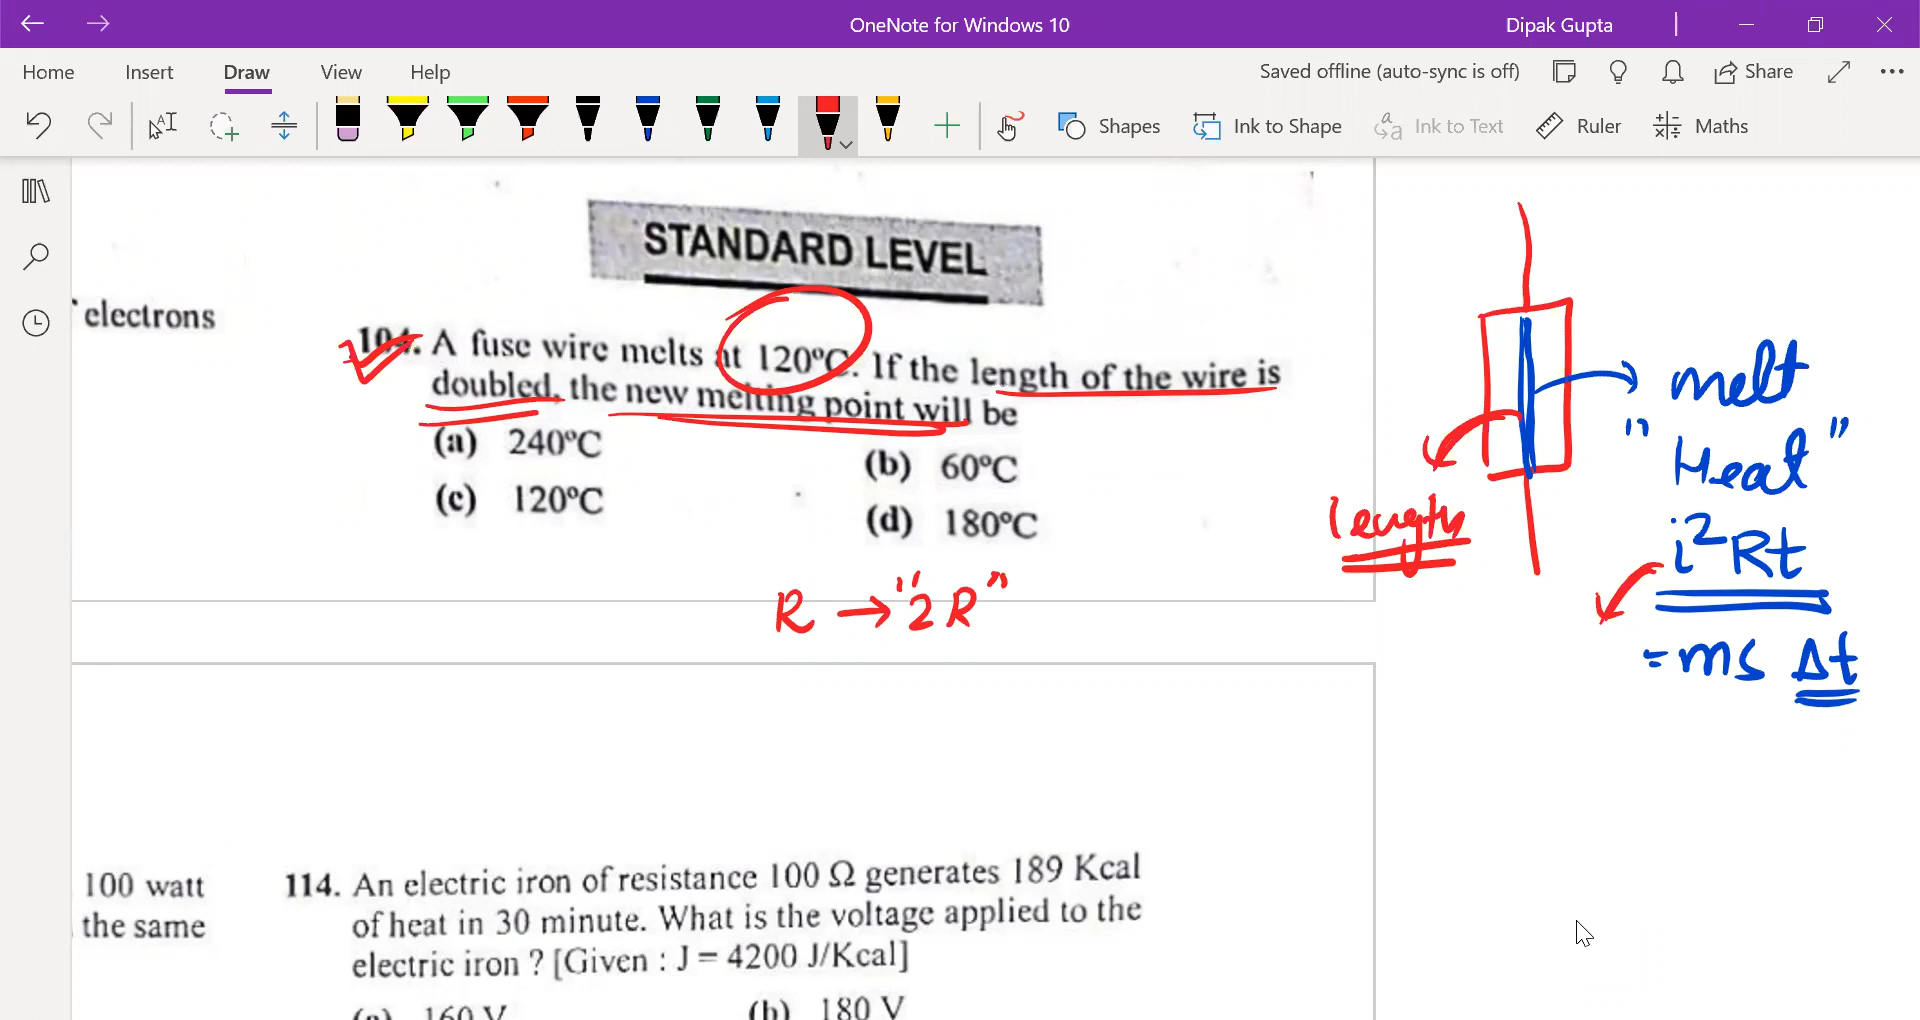 OneNote for Windows 10
Dipak Gupta
Home Insert Draw View Help
Saved offline (auto-sync is off)
Share
Shapes
Ink to Shape
Ink to Text
Ruler
Maths
STANDARD LEVEL
electrons
104. A fuse wire melts at 120°C. If the length of the wire is
doubled, the new melting point will be
(a) 240°C
(b) 60°C
(c) 120°C
(d) 180°C
R → "2R"
length
melt
"Heat"
i²Rt
= ms Δt
100 watt
the same
114. An electric iron of resistance 100 Ω generates 189 Kcal
of heat in 30 minute. What is the voltage applied to the
electric iron ? [Given : J = 4200 J/Kcal]
(a) 160 V
(b) 180 V